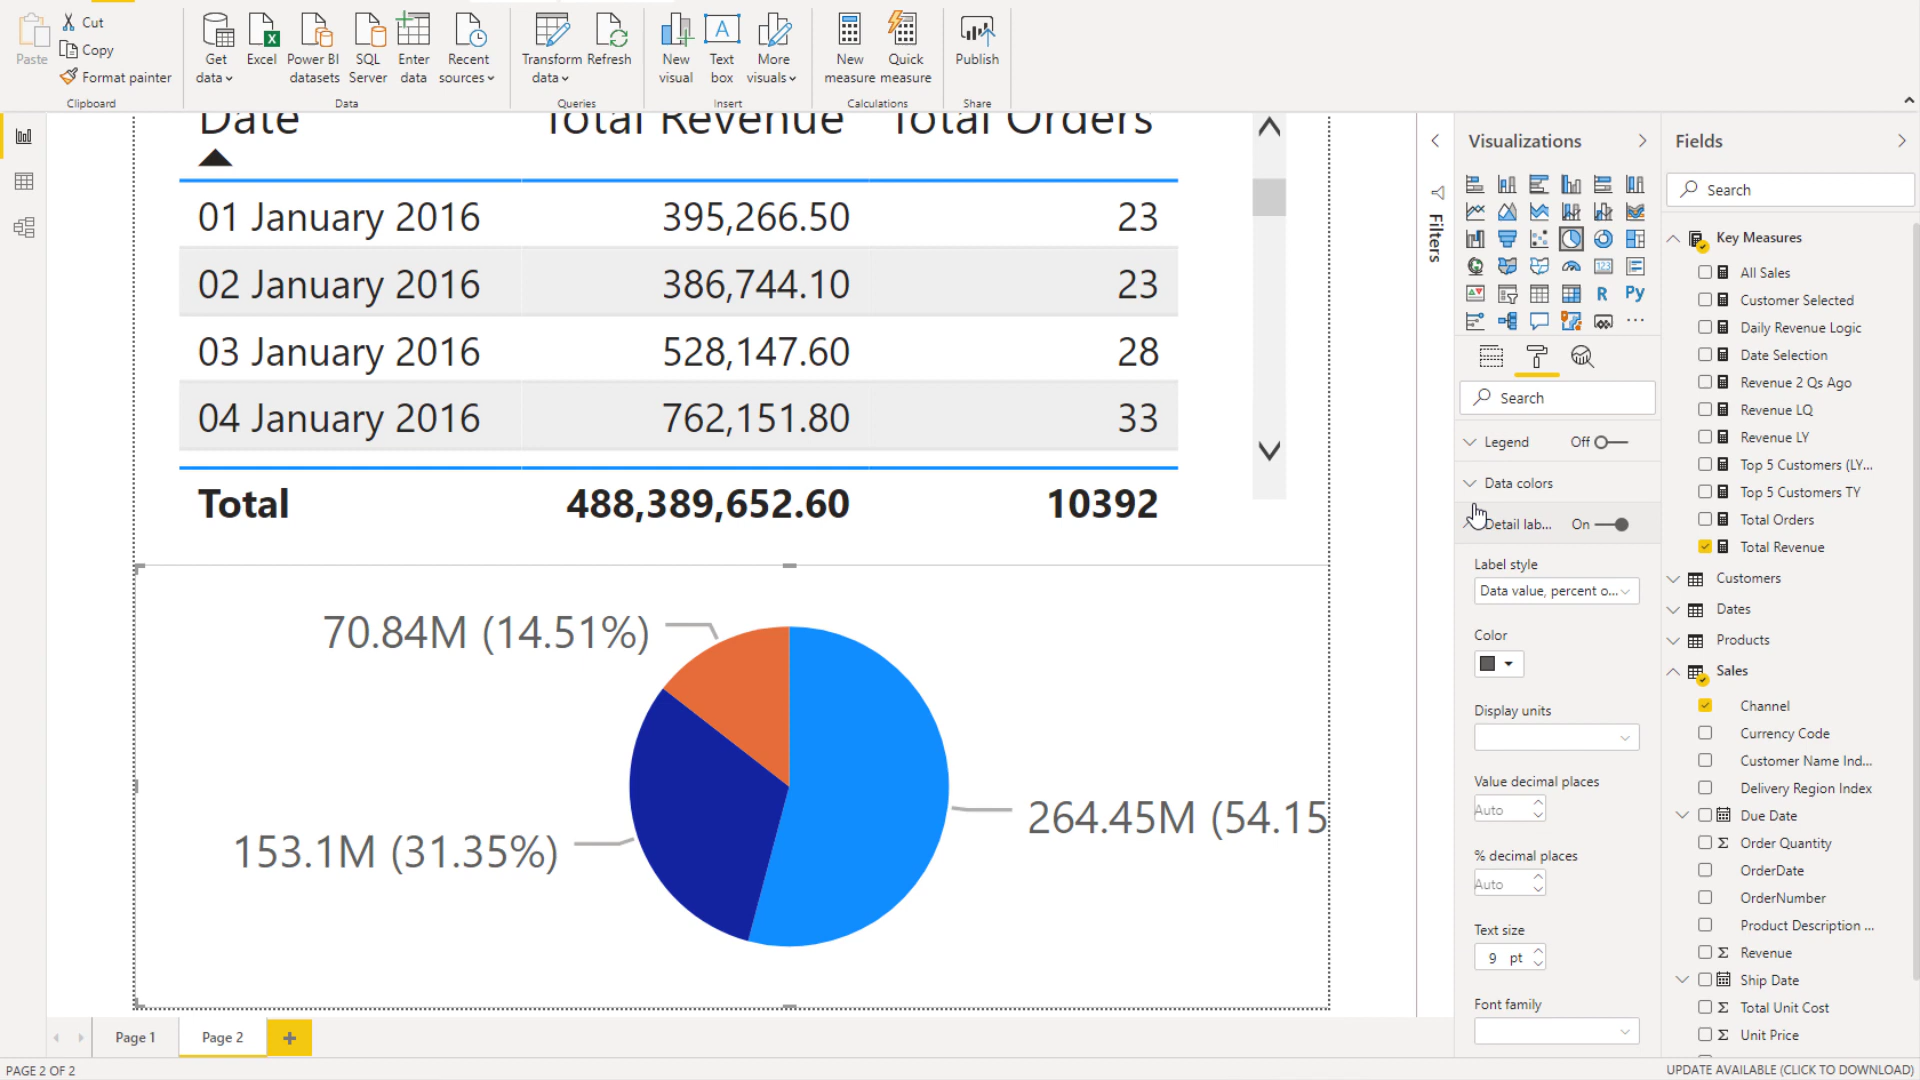 Paste
Cut
Copy
Format painter
Clipboard
Get data
Excel
Power BI datasets
SQL Server
Enter data
Recent sources
Data
Transform data
Refresh
Queries
New visual
Text box
More visuals
Insert
New measure
Quick measure
Calculations
Publish
Share
Date Total Revenue Total Orders
01 January 2016 395,266.50 23
02 January 2016 386,744.10 23
03 January 2016 528,147.60 28
04 January 2016 762,151.80 33
Total 488,389,652.60 10392
70.84M (14.51%)
264.45M (54.15
153.1M (31.35%)
Filters
Visualizations
R
Py
123
Search
Legend Off
Data colors
Detail lab... On
Label style
Data value, percent o...
Color
Display units
Value decimal places
Auto
% decimal places
Auto
Text size
9 pt
Font family
Fields
Search
Key Measures
All Sales
Customer Selected
Daily Revenue Logic
Date Selection
Revenue 2 Qs Ago
Revenue LQ
Revenue LY
Top 5 Customers (LY...
Top 5 Customers TY
Total Orders
Total Revenue
Customers
Dates
Products
Sales
Channel
Currency Code
Customer Name Ind...
Delivery Region Index
Due Date
Σ Order Quantity
OrderDate
OrderNumber
Product Description ...
Σ Revenue
Ship Date
Σ Total Unit Cost
Σ Unit Price
Page 1
Page 2
PAGE 2 OF 2
UPDATE AVAILABLE (CLICK TO DOWNLOAD)